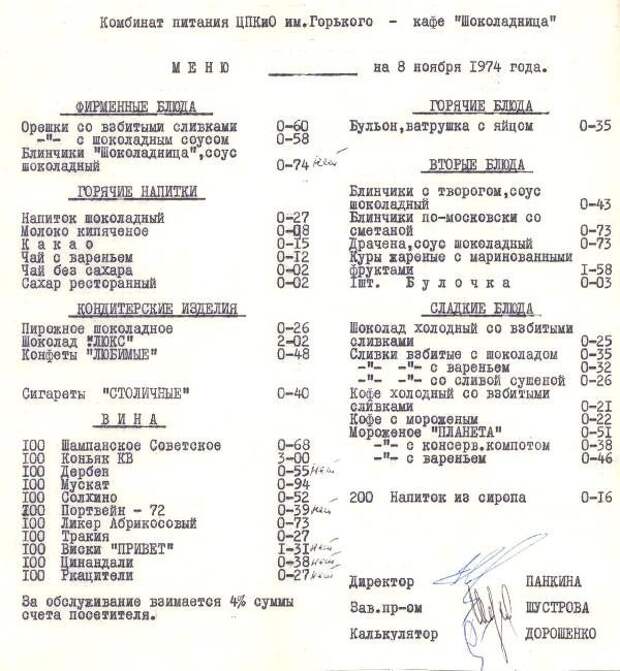 Комбинат питания ЦПКиО им.Горького - кафе "Шоколадница"
МЕНЮ на 8 ноября 1974 года.
ФИРМЕННЫЕ БЛЮДА
Орешки со взбитыми сливками 0-60
-"- с шоколадным соусом 0-58
Блинчики "Шоколадница",соус
шоколадный 0-74 нет
ГОРЯЧИЕ НАПИТКИ
Напиток шоколадный 0-27
Молоко кипяченое 0-08
Какао 0-15
Чай с вареньем 0-12
Чай без сахара 0-02
Сахар ресторанный 0-02
КОНДИТЕРСКИЕ ИЗДЕЛИЯ
Пирожное шоколадное 0-26
Шоколад "ЛЮКС" 2-02
Конфеты "ЛЮБИМЫЕ" 0-48
Сигареты "СТОЛИЧНЫЕ" 0-40
ВИНА
100 Шампанское Советское 0-68
100 Коньяк КВ 3-00
100 Дербен 0-55 нет
100 Мускат 0-94
100 Солхино 0-52
100 Портвейн - 72 0-39 нет
100 Ликер Абрикосовый 0-73
100 Тракия 0-27
100 Виски "ПРИВЕТ" 1-31 нет
100 Цинандали 0-38 нет
100 Ркацители 0-27 нет
За обслуживание взимается 4% суммы
счета посетителя.
ГОРЯЧИЕ БЛЮДА
Бульон,ватрушка с яйцом 0-35
ВТОРЫЕ БЛЮДА
Блинчики с творогом,соус
шоколадный 0-43
Блинчики по-московски со
сметаной 0-73
Драчена,соус шоколадный 0-73
Куры жареные с маринованными
фруктами 1-58
1шт. Булочка 0-03
СЛАДКИЕ БЛЮДА
Шоколад холодный со взбитыми
сливками 0-25
Сливки взбитые с шоколадом 0-35
-"- -"- с вареньем 0-32
-"- -"- со сливой сушеной 0-26
Кофе холодный со взбитыми
сливками 0-21
Кофе с мороженым 0-22
Мороженое "ПЛАНЕТА" 0-51
-"- с консерв.компотом 0-38
-"- с вареньем 0-46
200 Напиток из сиропа 0-16
Директор ПАНКИНА
Зав.пр-ом ШУСТРОВА
Калькулятор ДОРОШЕНКО